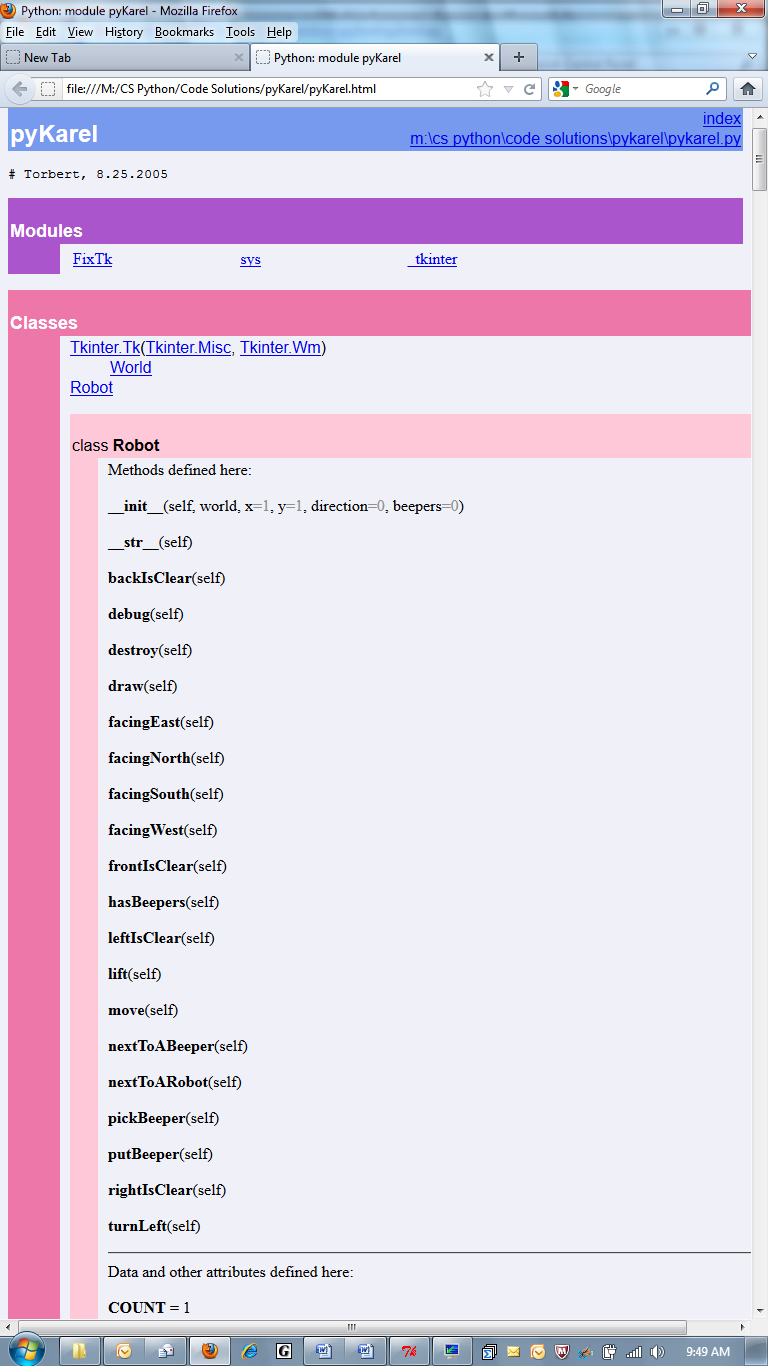 Python: module pyKarel - Mozilla Firefox
File Edit View History Bookmarks Tools Help
New Tab
Python: module pyKarel
file:///M:/CS Python/Code Solutions/pyKarel/pyKarel.html
Google
index
pyKarel
m:\cs python\code solutions\pykarel\pykarel.py
# Torbert, 8.25.2005
Modules
FixTk sys _tkinter
Classes
Tkinter.Tk(Tkinter.Misc, Tkinter.Wm)
World
Robot
class Robot
Methods defined here:
__init__(self, world, x=1, y=1, direction=0, beepers=0)
__str__(self)
backIsClear(self)
debug(self)
destroy(self)
draw(self)
facingEast(self)
facingNorth(self)
facingSouth(self)
facingWest(self)
frontIsClear(self)
hasBeepers(self)
leftIsClear(self)
lift(self)
move(self)
nextToABeeper(self)
nextToARobot(self)
pickBeeper(self)
putBeeper(self)
rightIsClear(self)
turnLeft(self)
Data and other attributes defined here:
COUNT = 1
9:49 AM